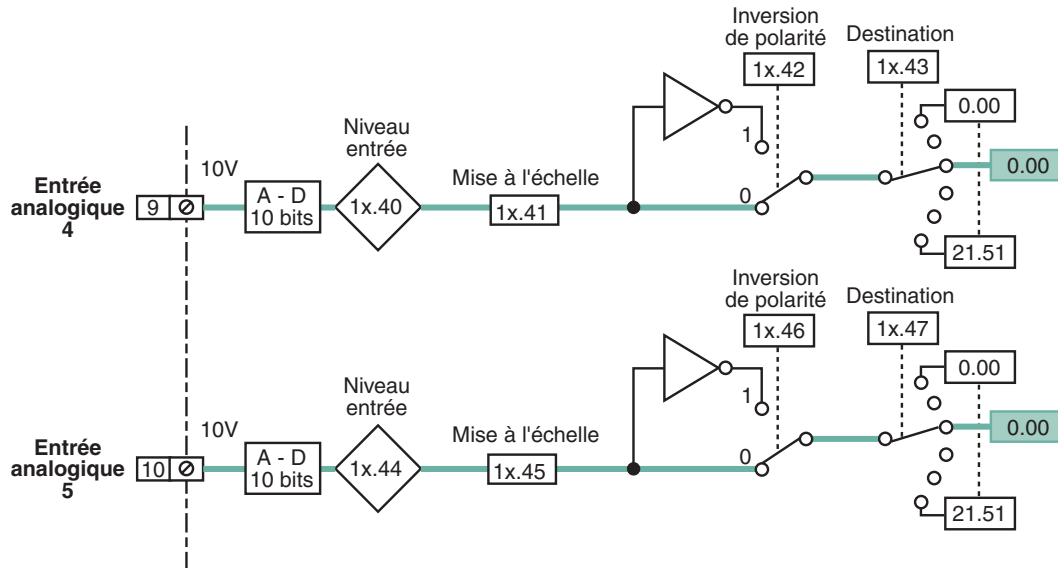 Inversion
de polarité
Destination
1x.42
1x.43
0.00
Niveau
entrée
1
10V
Mise à l'échelle
0.00
Entrée
analogique
4
9
A - D
10 bits
1x.40
1x.41
0
21.51
Inversion
de polarité
Destination
1x.46
1x.47
0.00
Niveau
entrée
1
10V
Mise à l'échelle
0.00
Entrée
analogique
5
10
A - D
10 bits
1x.44
1x.45
0
21.51